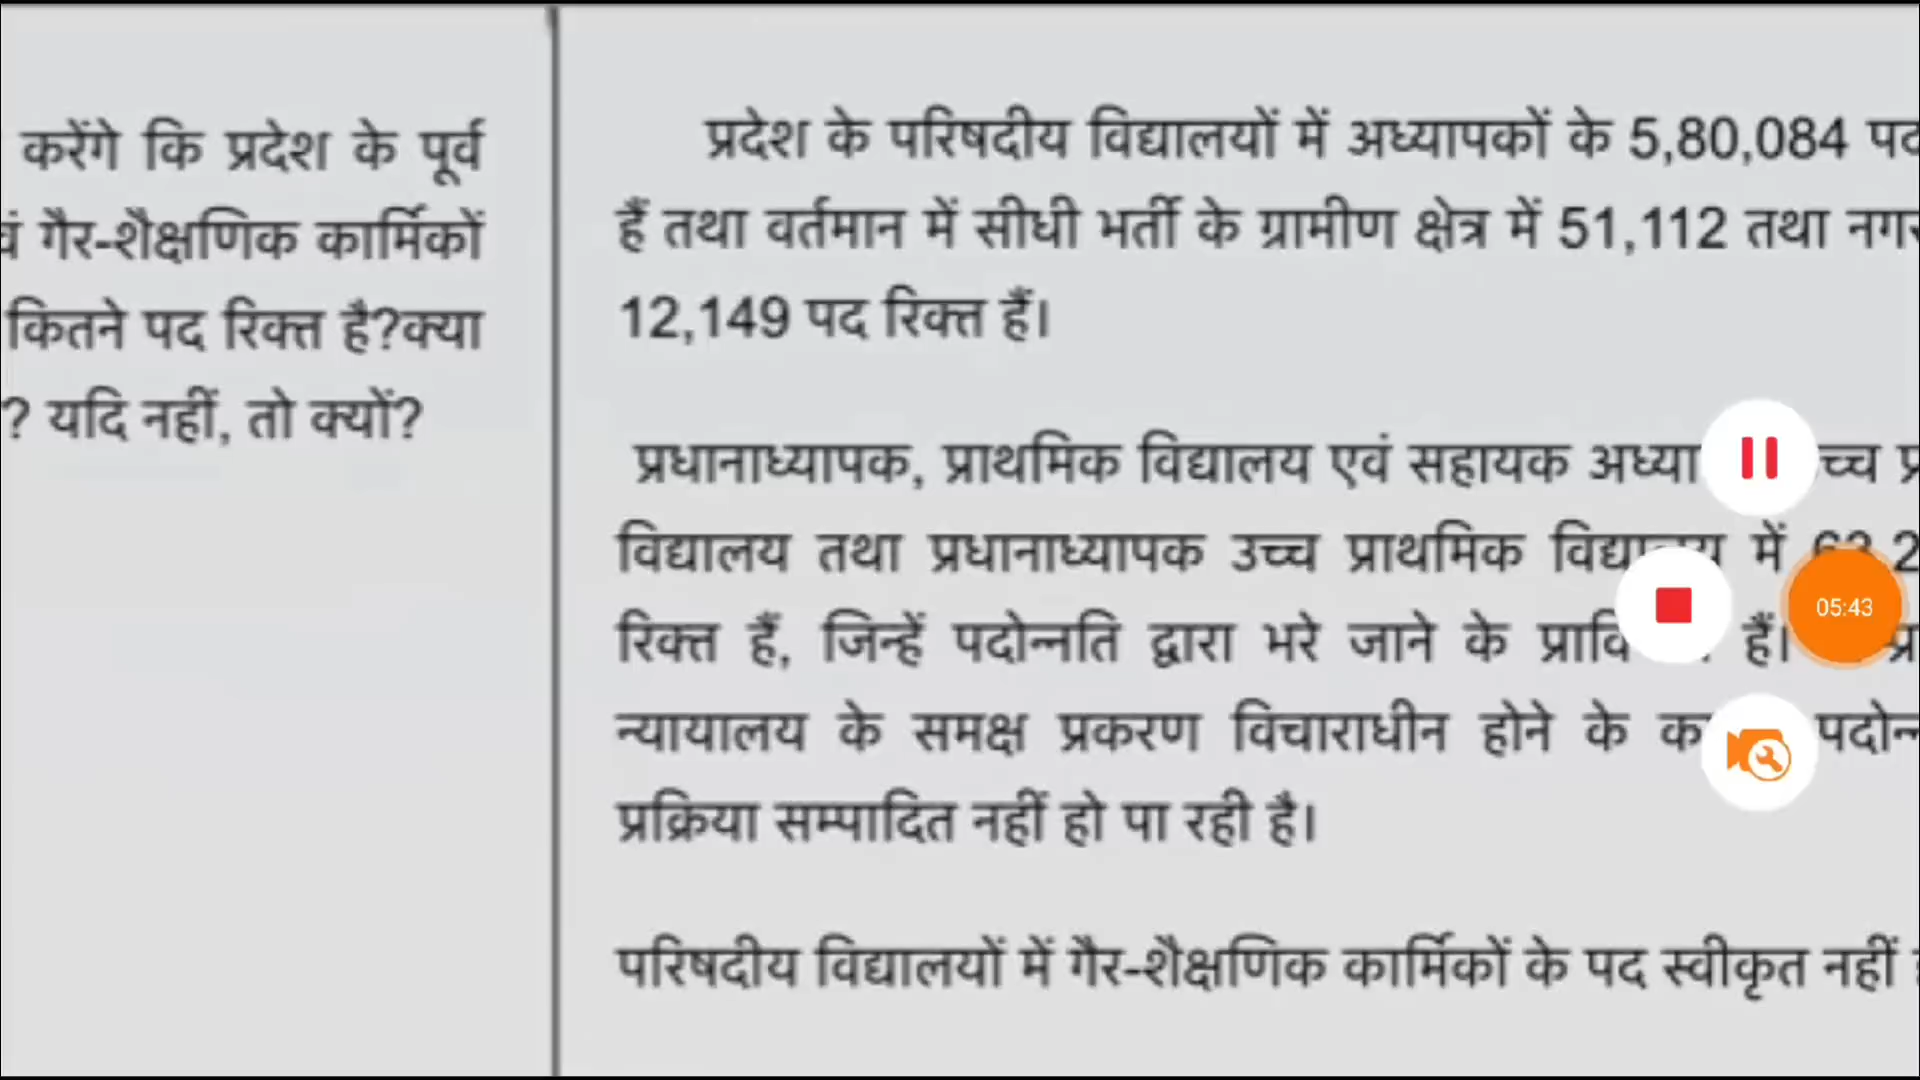 करेंगे कि प्रदेश के पूर्व
गैर-शैक्षणिक कार्मिकों
कितने पद रिक्त है?क्या
? यदि नहीं, तो क्यों?
प्रदेश के परिषदीय विद्यालयों में अध्यापकों के 5,80,084
हैं तथा वर्तमान में सीधी भर्ती के ग्रामीण क्षेत्र में 51,112 तथा
12,149 पद रिक्त हैं।
प्रधानाध्यापक, प्राथमिक विद्यालय एवं सहायक
विद्यालय तथा प्रधानाध्यापक उच्च प्राथमिक में
रिक्त हैं, जिन्हें पदोन्नति द्वारा भरे जाने के हैं।
न्यायालय के समक्ष प्रकरण विचाराधीन होने के
प्रक्रिया सम्पादित नहीं हो पा रही है।
परिषदीय विद्यालयों में गैर-शैक्षणिक कार्मिकों के पद स्वीकृत नहीं
05:43